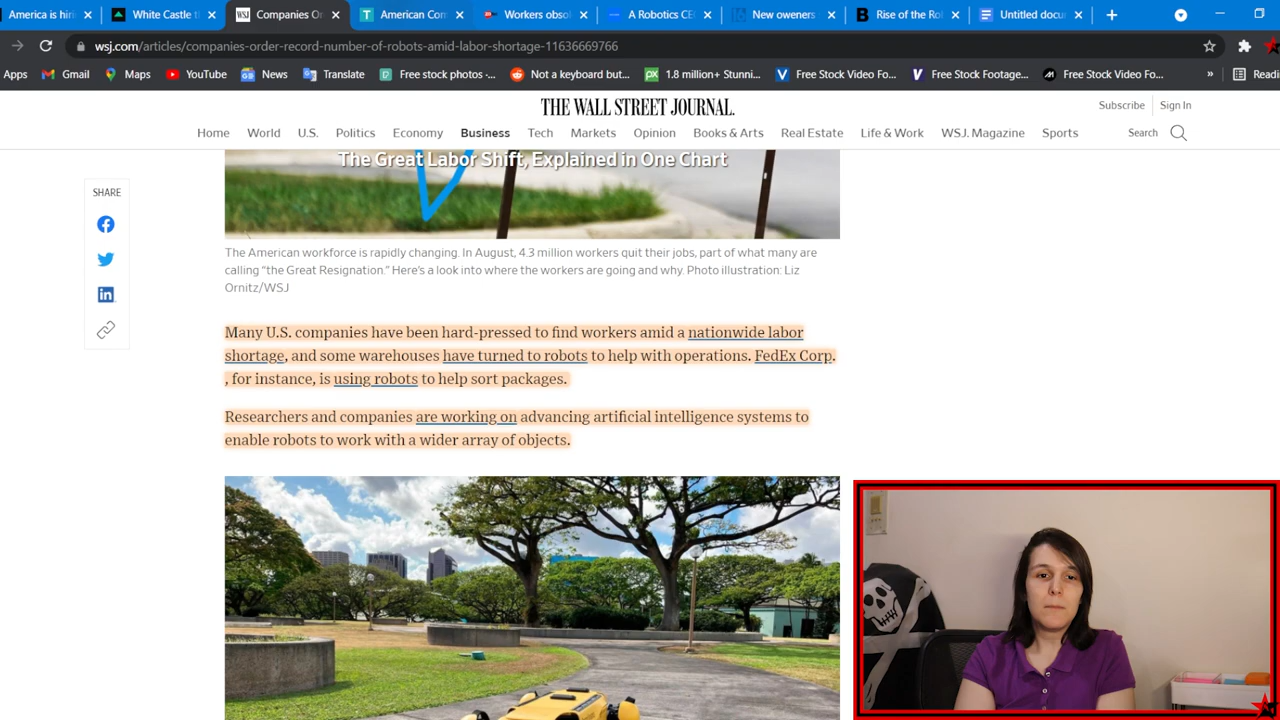 America is hiri
White Castle t
Companies Or
American Com
Workers obsol
A Robotics CE
New owners
Rise of the Ro
Untitled docu
wsj.com/articles/companies-order-record-number-of-robots-amid-labor-shortage-11636669766
Apps
Gmail
Maps
YouTube
News
Translate
Free stock photos -...
Not a keyboard but...
1.8 million+ Stunni...
Free Stock Video Fo...
Free Stock Footage...
Free Stock Video Fo...
»
Readi
THE WALL STREET JOURNAL.
Subscribe
Sign In
Home World U.S. Politics Economy Business Tech Markets Opinion Books & Arts Real Estate Life & Work WSJ. Magazine Sports
Search
SHARE
The Great Labor Shift, Explained in One Chart
The American workforce is rapidly changing. In August, 4.3 million workers quit their jobs, part of what many are
calling “the Great Resignation.” Here’s a look into where the workers are going and why. Photo illustration: Liz
Ornitz/WSJ
Many U.S. companies have been hard-pressed to find workers amid a nationwide labor
shortage, and some warehouses have turned to robots to help with operations. FedEx Corp.
, for instance, is using robots to help sort packages.
Researchers and companies are working on advancing artificial intelligence systems to
enable robots to work with a wider array of objects.